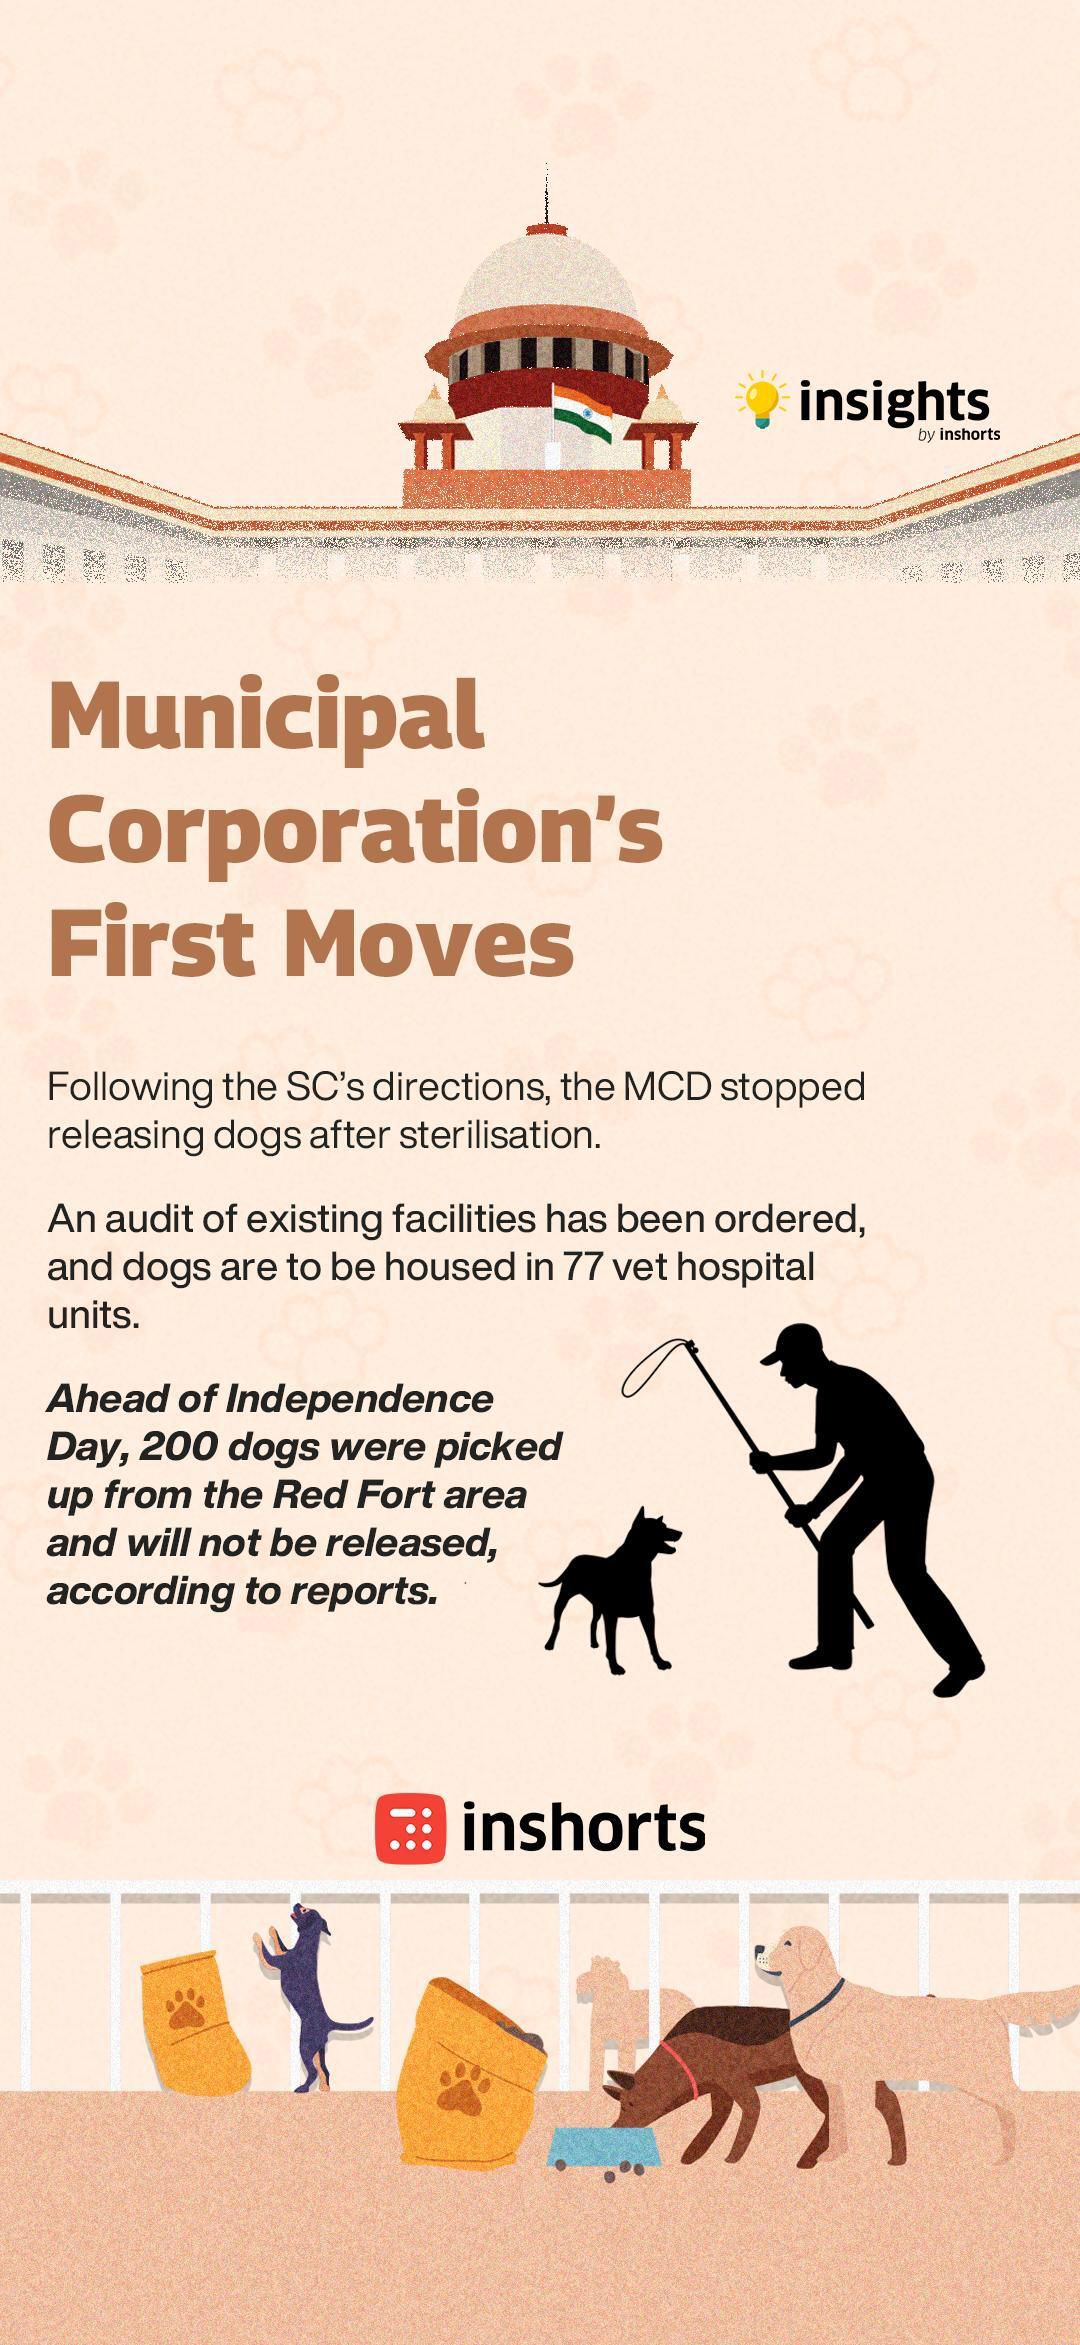 insights
by inshorts
Municipal
Corporation's
First Moves
Following the SC's directions, the MCD stopped
releasing dogs after sterilisation.
An audit of existing facilities has been ordered,
and dogs are to be housed in 77 vet hospital
units.
Ahead of Independence
Day, 200 dogs were picked
up from the Red Fort area
and will not be released,
according to reports.
inshorts